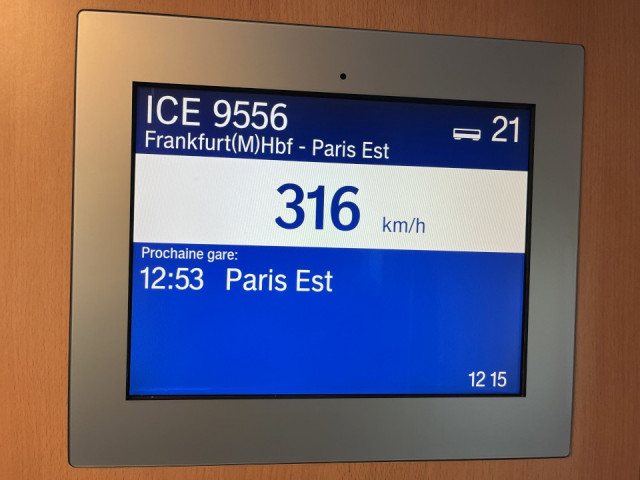 ICE 9556
21
Frankfurt(M)Hbf - Paris Est
316 km/h
Prochaine gare:
12:53 Paris Est
12 15